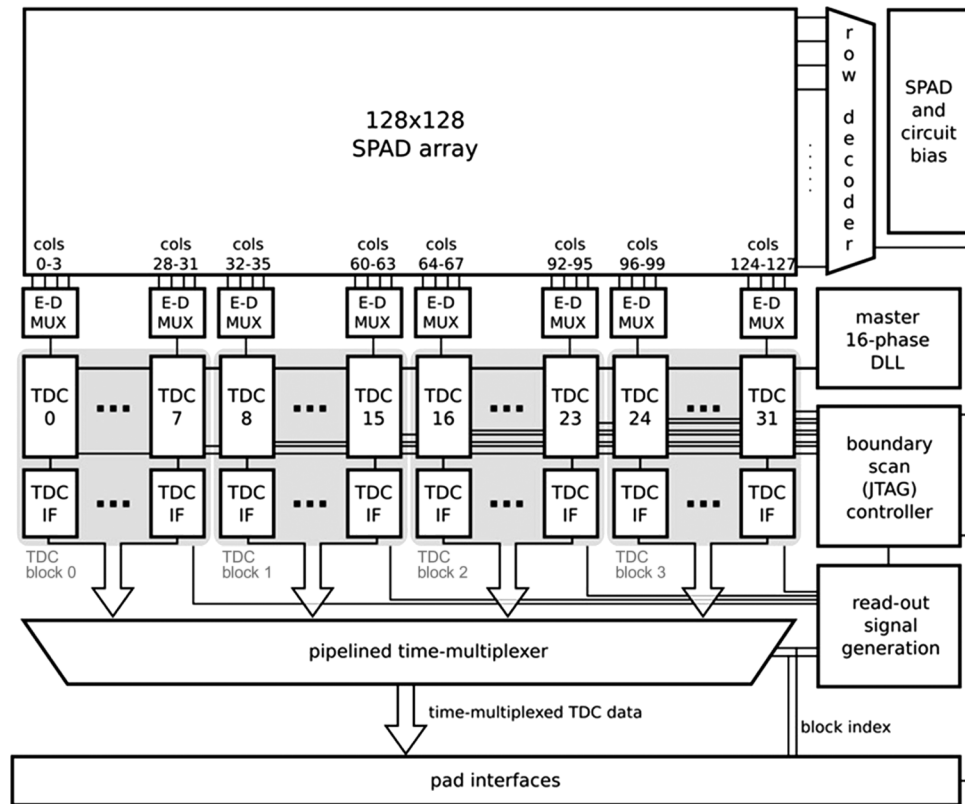 128x128
SPAD array
row decoder
SPAD
and
circuit
bias
cols
0-3
cols
28-31
cols
32-35
cols
60-63
cols
64-67
cols
92-95
cols
96-99
cols
124-127
E-D
MUX
E-D
MUX
E-D
MUX
E-D
MUX
E-D
MUX
E-D
MUX
E-D
MUX
E-D
MUX
master
16-phase
DLL
TDC
0
...
TDC
7
TDC
8
...
TDC
15
TDC
16
...
TDC
23
TDC
24
...
TDC
31
boundary
scan
(JTAG)
controller
TDC
IF
...
TDC
IF
TDC
IF
...
TDC
IF
TDC
IF
...
TDC
IF
TDC
IF
...
TDC
IF
TDC
block 0
TDC
block 1
TDC
block 2
TDC
block 3
read-out
signal
generation
pipelined time-multiplexer
time-multiplexed TDC data
block index
pad interfaces